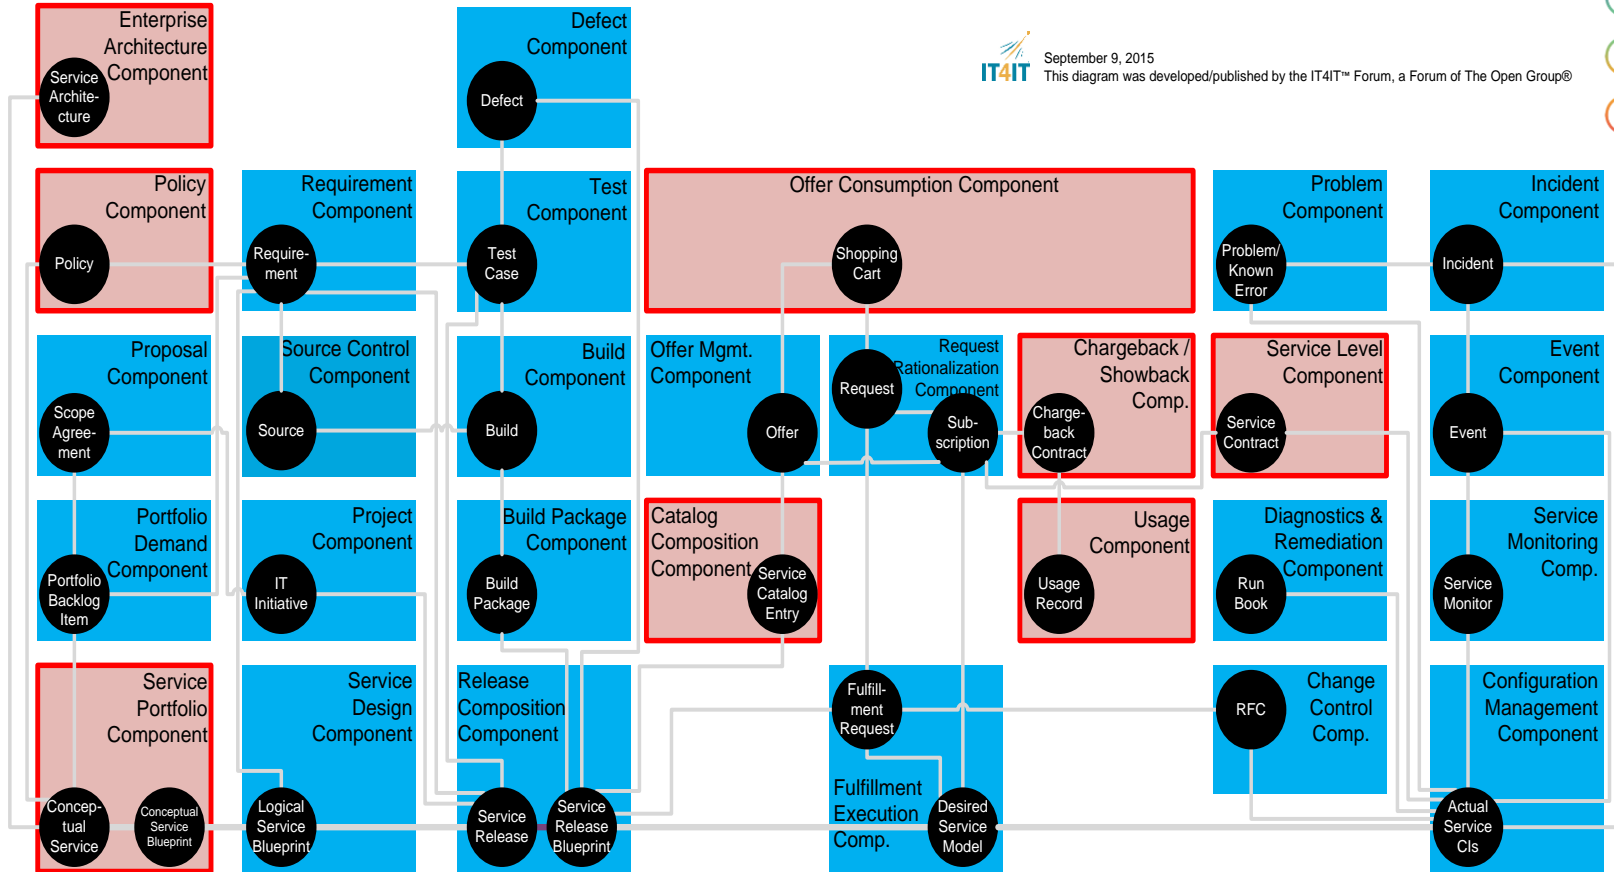 Enterprise
Architecture
Component
Service
Archite-
cture
Defect
Component
Defect
IT4IT
September 9, 2015
This diagram was developed/published by the IT4IT™ Forum, a Forum of The Open Group®
Policy
Component
Policy
Requirement
Component
Require-
ment
Test
Component
Test
Case
Offer Consumption Component
Shopping
Cart
Problem
Component
Problem/
Known
Error
Incident
Component
Incident
Proposal
Component
Scope
Agree-
ment
Source Control
Component
Source
Build
Component
Build
Offer Mgmt.
Component
Offer
Request
Rationalization
Component
Request
Sub-
scription
Chargeback /
Showback
Comp.
Charge-
back
Contract
Service Level
Component
Service
Contract
Event
Component
Event
Portfolio
Demand
Component
Portfolio
Backlog
Item
Project
Component
IT
Initiative
Build Package
Component
Build
Package
Catalog
Composition
Component
Service
Catalog
Entry
Usage
Component
Usage
Record
Diagnostics &
Remediation
Component
Run
Book
Service
Monitoring
Comp.
Service
Monitor
Service
Portfolio
Component
Concep-
tual
Service
Conceptual
Service
Blueprint
Service
Design
Component
Logical
Service
Blueprint
Release
Composition
Component
Service
Release
Service
Release
Blueprint
Fulfill-
ment
Request
Fulfillment
Execution
Comp.
Desired
Service
Model
Change
Control
Comp.
RFC
Configuration
Management
Component
Actual
Service
CIs